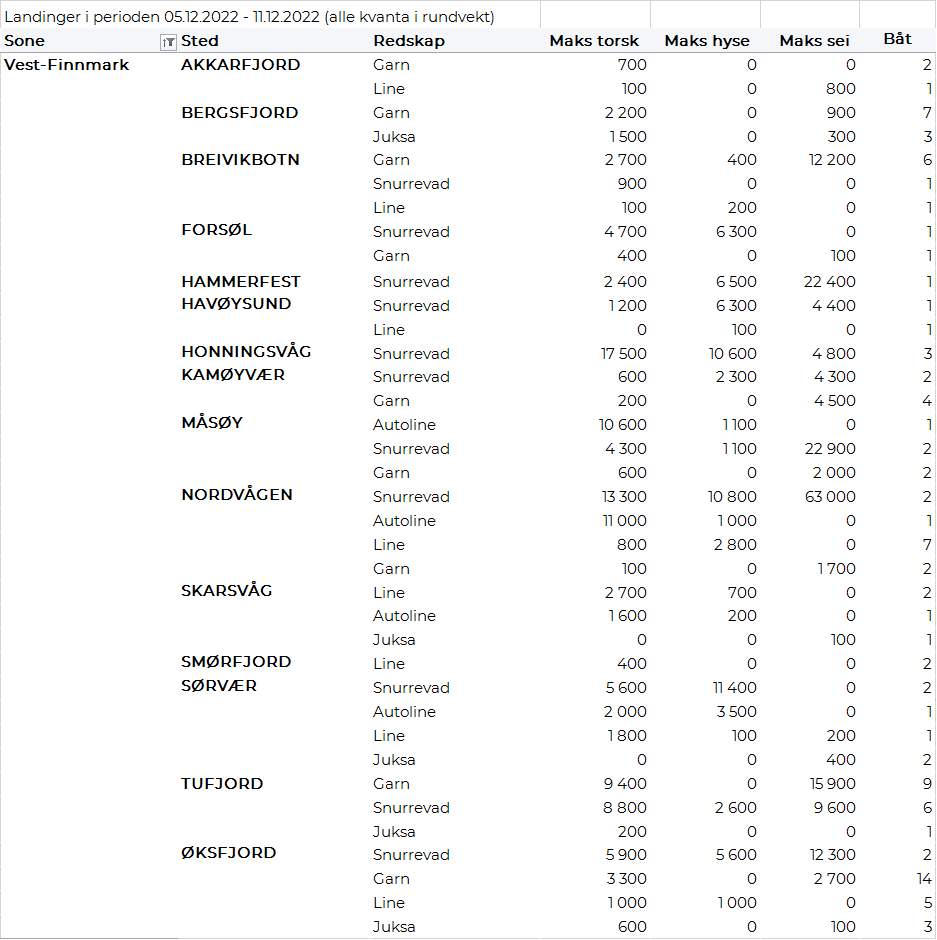 Landinger i perioden 05.12.2022 - 11.12.2022 (alle kvanta i rundvekt)
Sone Sted Redskap Maks torsk Maks hyse Maks sei Båt
Vest-Finnmark AKKARFJORD Garn 700 0 0 2
Line 100 0 800 1
BERGSFJORD Garn 2 200 0 900 7
Juksa 1 500 0 300 3
BREIVIKBOTN Garn 2 700 400 12 200 6
Snurrevad 900 0 0 1
Line 100 200 0 1
FORSØL Snurrevad 4 700 6 300 0 1
Garn 400 0 100 1
HAMMERFEST Snurrevad 2 400 6 500 22 400 1
HAVØYSUND Snurrevad 1 200 6 300 4 400 1
Line 0 100 0 1
HONNINGSVÅG Snurrevad 17 500 10 600 4 800 3
KAMØYVÆR Snurrevad 600 2 300 4 300 2
Garn 200 0 4 500 4
MÅSØY Autoline 10 600 1 100 0 1
Snurrevad 4 300 1 100 22 900 2
Garn 600 0 2 000 2
NORDVÅGEN Snurrevad 13 300 10 800 63 000 2
Autoline 11 000 1 000 0 1
Line 800 2 800 0 7
Garn 100 0 1 700 2
SKARSVÅG Line 2 700 700 0 2
Autoline 1 600 200 0 1
Juksa 0 0 100 1
SMØRFJORD Line 400 0 0 2
SØRVÆR Snurrevad 5 600 11 400 0 2
Autoline 2 000 3 500 0 1
Line 1 800 100 200 1
Juksa 0 0 400 2
TUFJORD Garn 9 400 0 15 900 9
Snurrevad 8 800 2 600 9 600 6
Juksa 200 0 0 1
ØKSFJORD Snurrevad 5 900 5 600 12 300 2
Garn 3 300 0 2 700 14
Line 1 000 1 000 0 5
Juksa 600 0 100 3